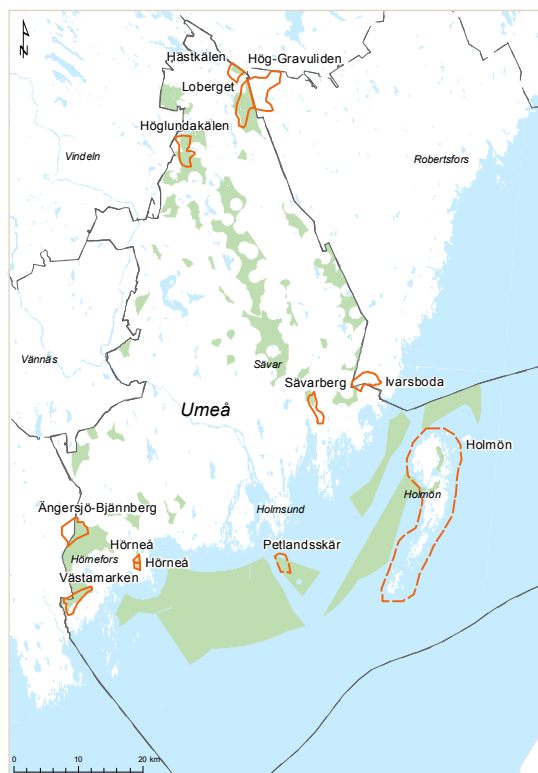 N
Hästkälen
Hög-Gravuliden
Loberget
Höglundakälen
Vindeln
Robertsfors
Vännäs
Sävar
Sävarberg
Ivarsboda
Umeå
Holmön
Ängersjö-Bjännberg
Holmsund
Holmön
Hörneå
Petlandsskär
Hörnefors
Hörneå
Västamarken
0 10 20 km